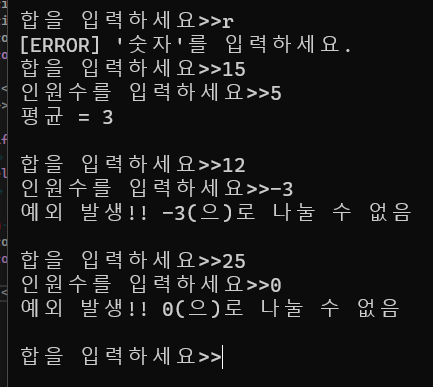 합을 입력하세요>>r
[ERROR] '숫자'를 입력하세요.
합을 입력하세요>>15
인원수를 입력하세요>>5
평균 = 3
합을 입력하세요>>12
인원수를 입력하세요>>-3
예외 발생!! -3(으)로 나눌 수 없음
합을 입력하세요>>25
인원수를 입력하세요>>0
예외 발생!! 0(으)로 나눌 수 없음
합을 입력하세요>>